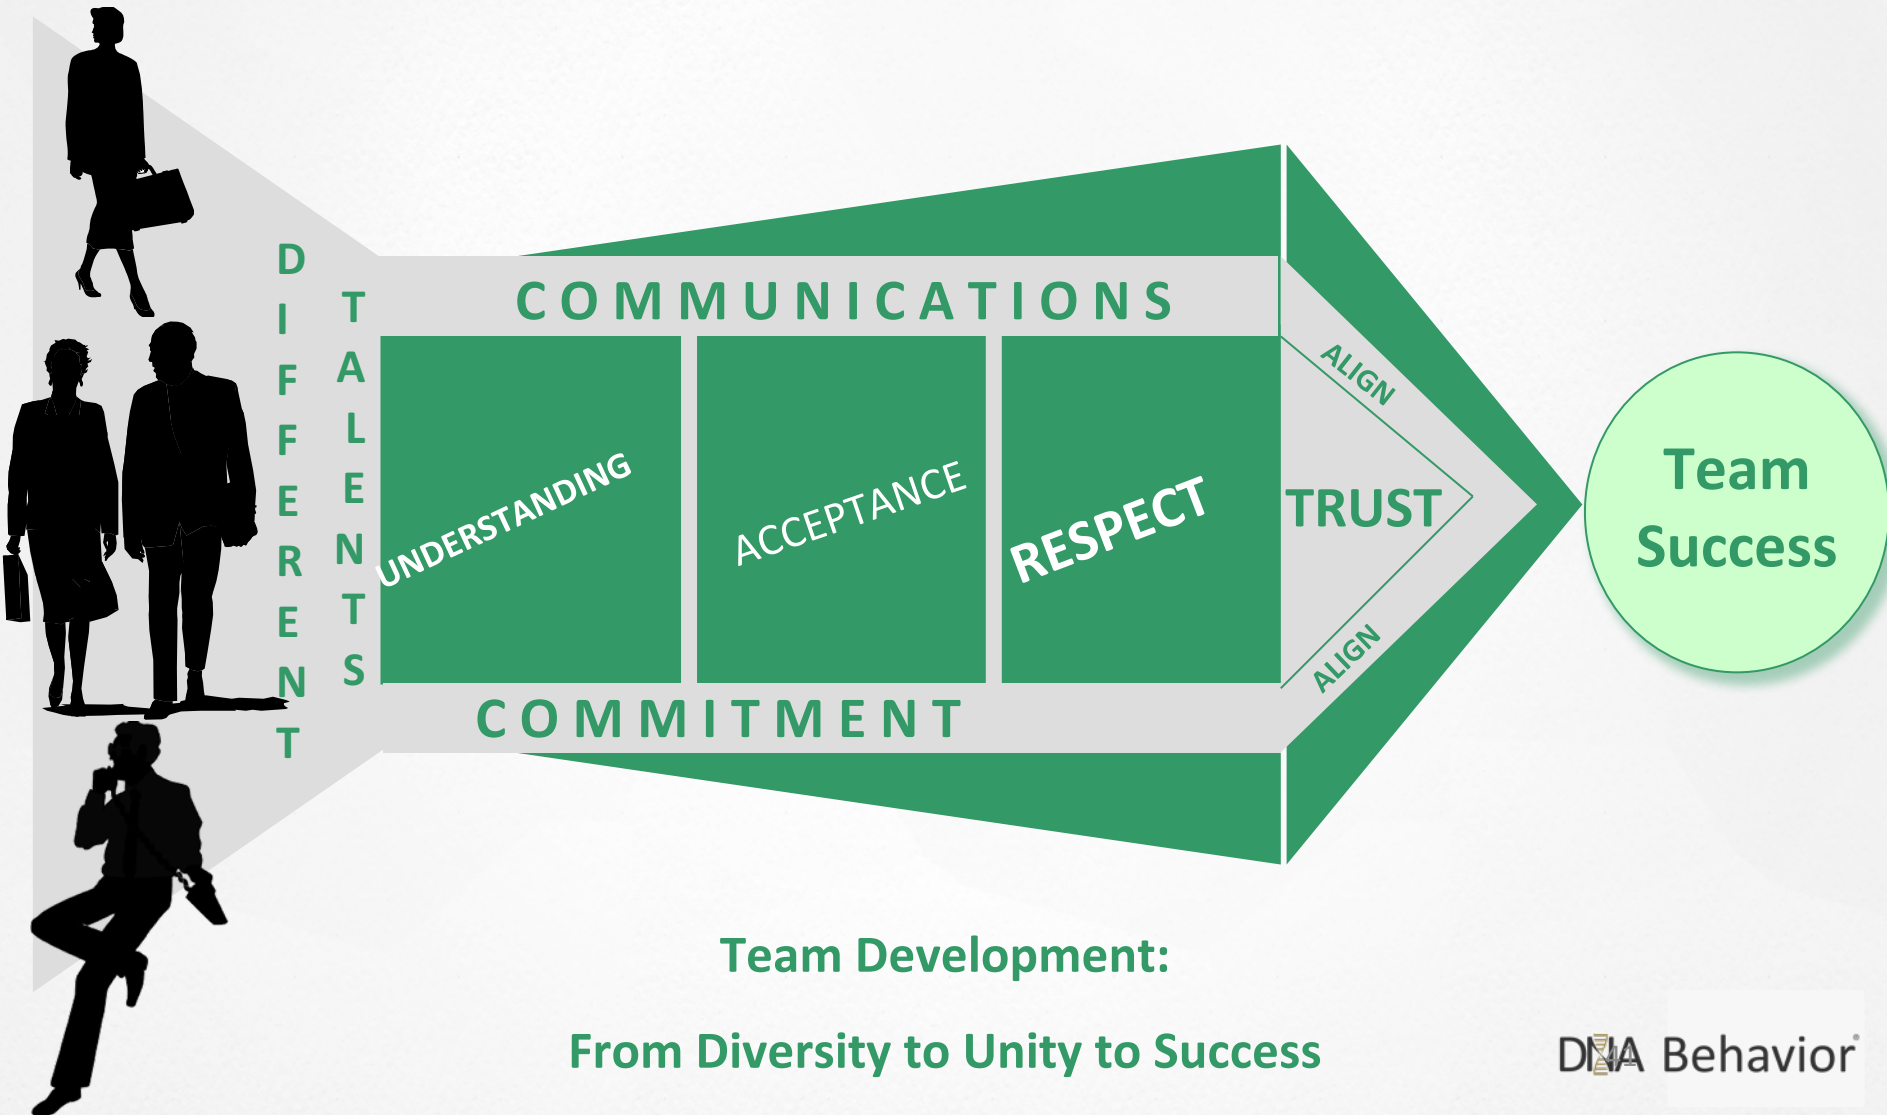 DIFFERENT
TALENTS
COMMUNICATIONS
UNDERSTANDING
ACCEPTANCE
RESPECT
TRUST
ALIGN
ALIGN
COMMITMENT
Team
Success
Team Development:
From Diversity to Unity to Success
DNA Behavior®
41